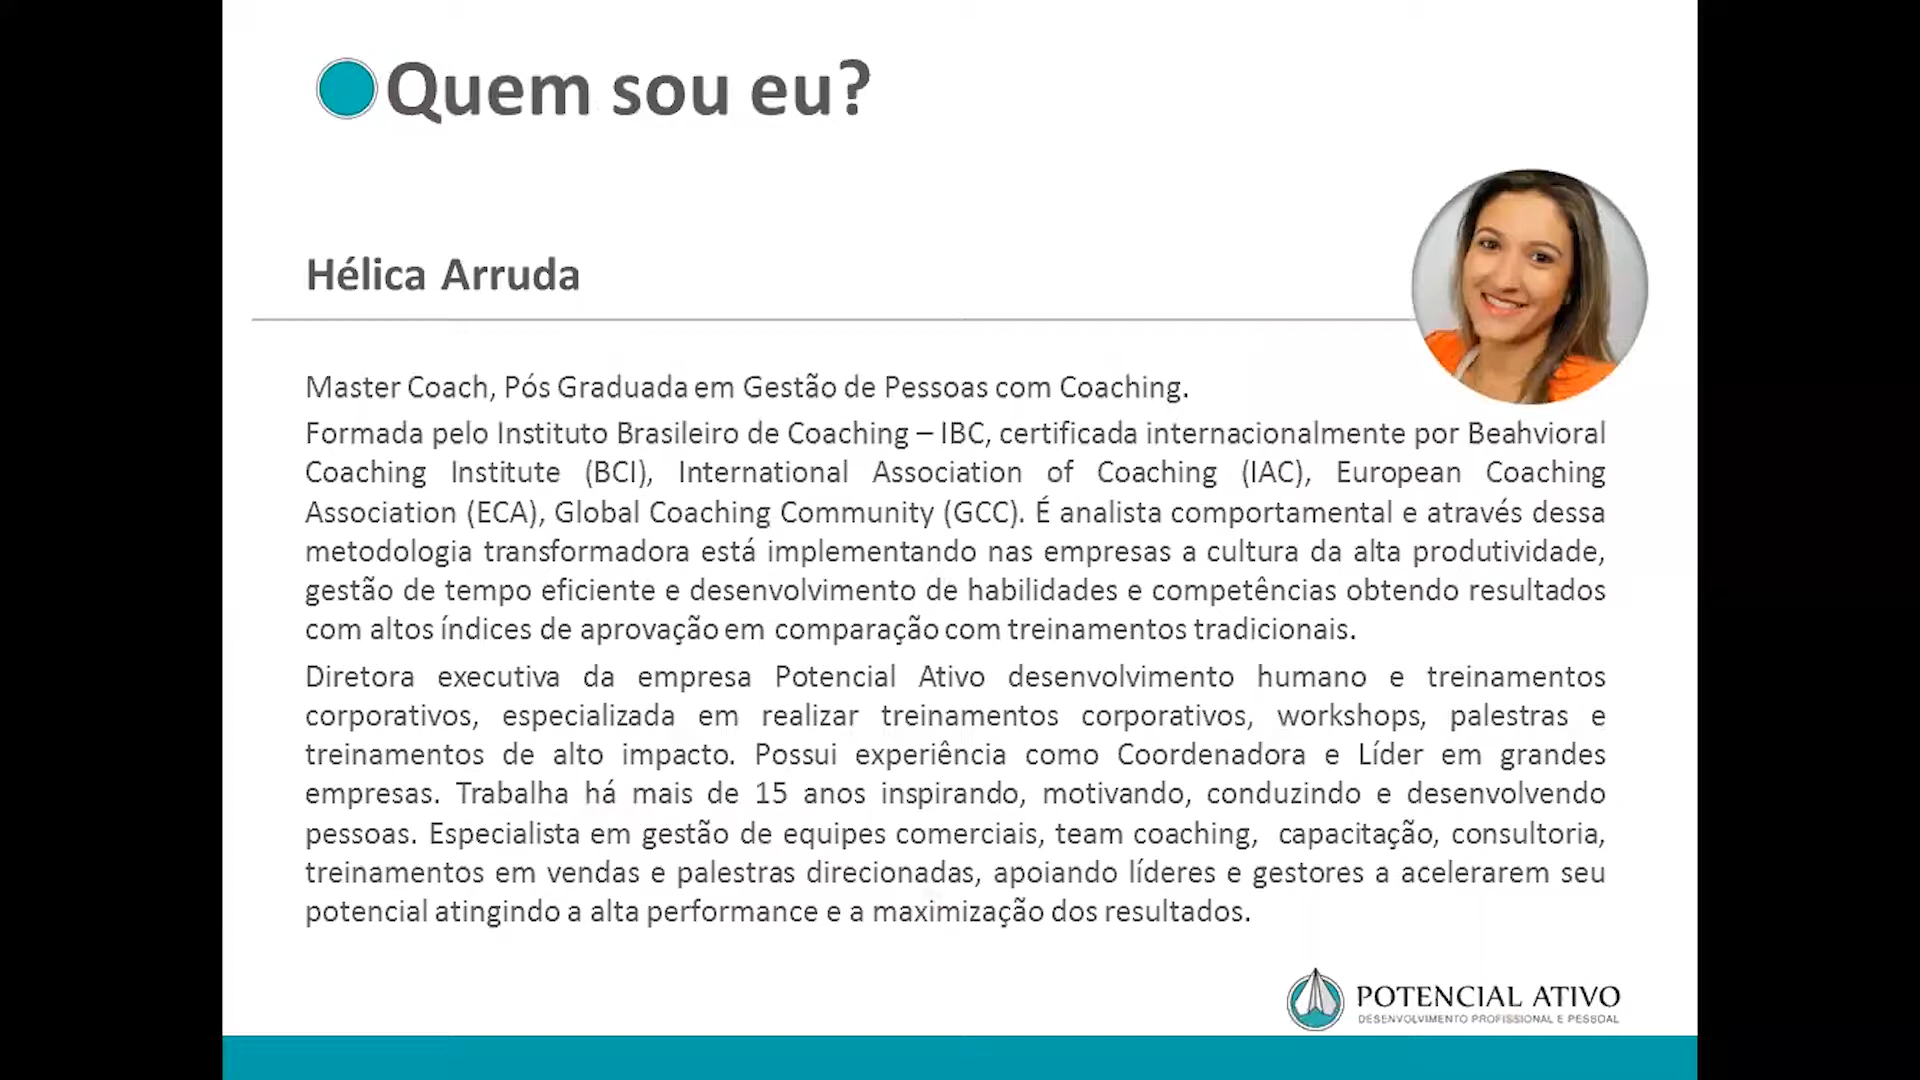 Quem sou eu?
Hélica Arruda
Master Coach, Pós Graduada em Gestão de Pessoas com Coaching.
Formada pelo Instituto Brasileiro de Coaching – IBC, certificada internacionalmente por Beahvioral
Coaching Institute (BCI), International Association of Coaching (IAC), European Coaching
Association (ECA), Global Coaching Community (GCC). É analista comportamental e através dessa
metodologia transformadora está implementando nas empresas a cultura da alta produtividade,
gestão de tempo eficiente e desenvolvimento de habilidades e competências obtendo resultados
com altos índices de aprovação em comparação com treinamentos tradicionais.
Diretora executiva da empresa Potencial Ativo desenvolvimento humano e treinamentos
corporativos, especializada em realizar treinamentos corporativos, workshops, palestras e
treinamentos de alto impacto. Possui experiência como Coordenadora e Líder em grandes
empresas. Trabalha há mais de 15 anos inspirando, motivando, conduzindo e desenvolvendo
pessoas. Especialista em gestão de equipes comerciais, team coaching, capacitação, consultoria,
treinamentos em vendas e palestras direcionadas, apoiando líderes e gestores a acelerarem seu
potencial atingindo a alta performance e a maximização dos resultados.
POTENCIAL ATIVO
DESENVOLVIMENTO PROFISSIONAL E PESSOAL